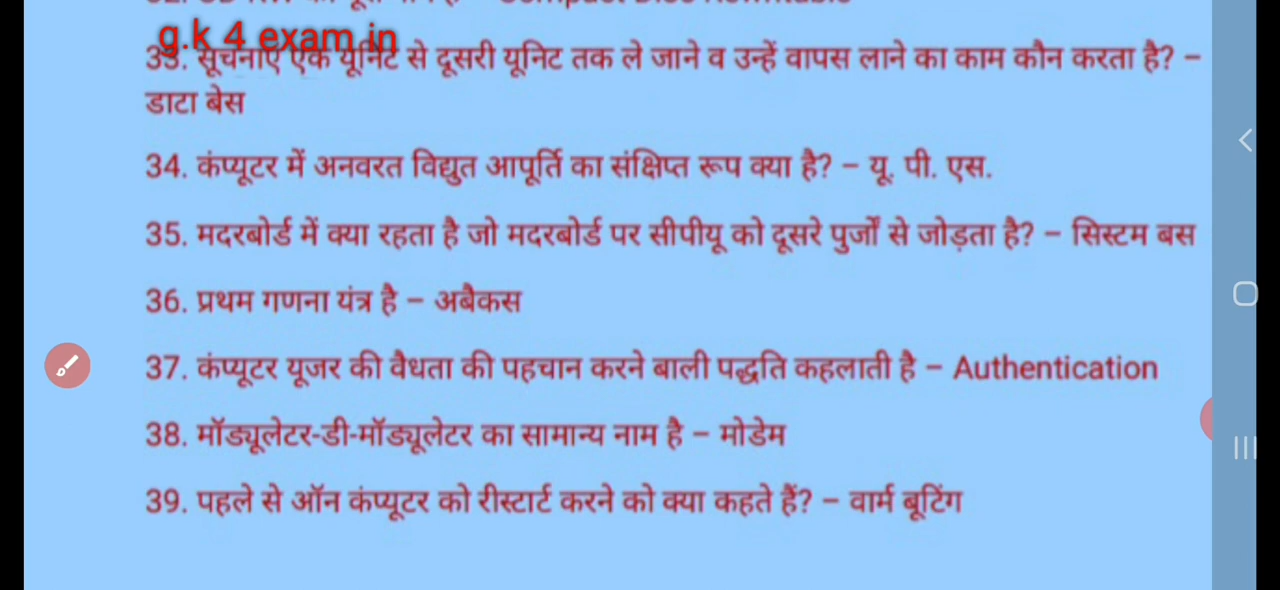 g.k 4 exam in
33. सूचनाएं एक यूनिट से दूसरी यूनिट तक ले जाने व उन्हें वापस लाने का काम कौन करता है? –
डाटा बेस
34. कंप्यूटर में अनवरत विद्युत आपूर्ति का संक्षिप्त रूप क्या है? – यू. पी. एस.
35. मदरबोर्ड में क्या रहता है जो मदरबोर्ड पर सीपीयू को दूसरे पुर्जों से जोड़ता है? – सिस्टम बस
36. प्रथम गणना यंत्र है – अबैकस
37. कंप्यूटर यूजर की वैधता की पहचान करने बाली पद्धति कहलाती है – Authentication
38. मॉड्यूलेटर-डी-मॉड्यूलेटर का सामान्य नाम है – मोडेम
39. पहले से ऑन कंप्यूटर को रीस्टार्ट करने को क्या कहते हैं? – वार्म बूटिंग